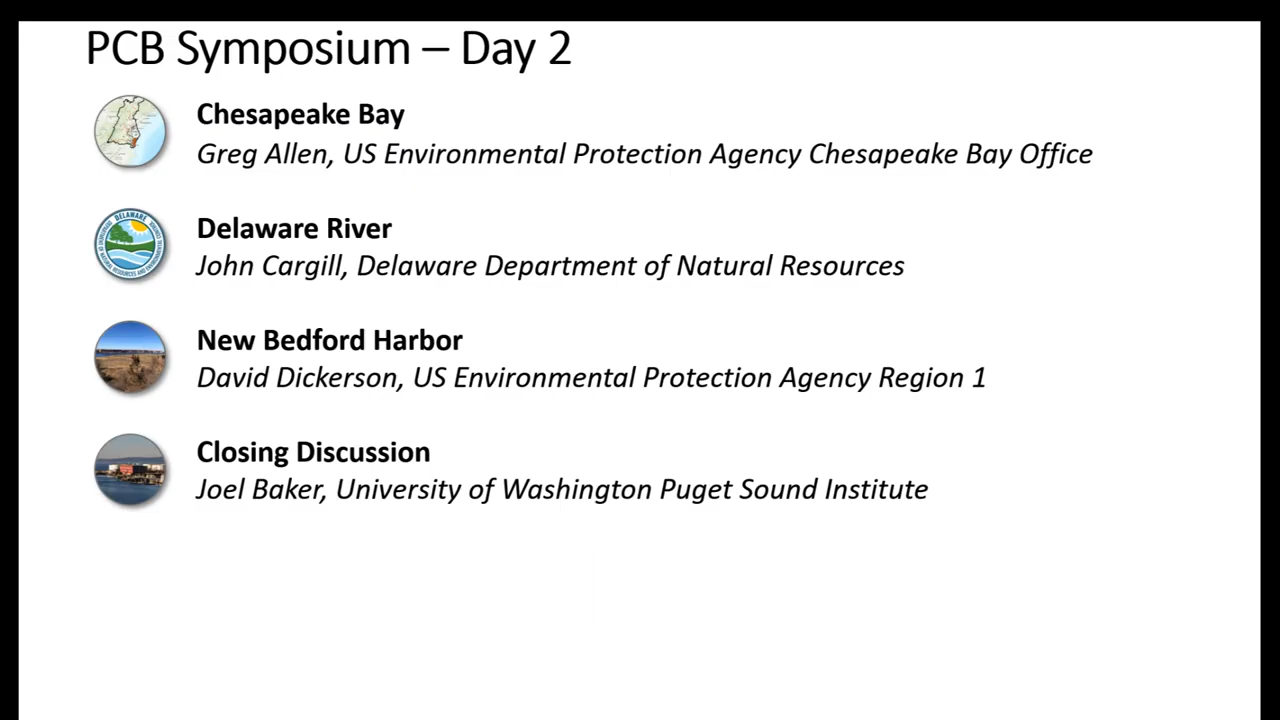 PCB Symposium – Day 2
Chesapeake Bay
Greg Allen, US Environmental Protection Agency Chesapeake Bay Office
DELAWARE
Delaware River
John Cargill, Delaware Department of Natural Resources
New Bedford Harbor
David Dickerson, US Environmental Protection Agency Region 1
Closing Discussion
Joel Baker, University of Washington Puget Sound Institute